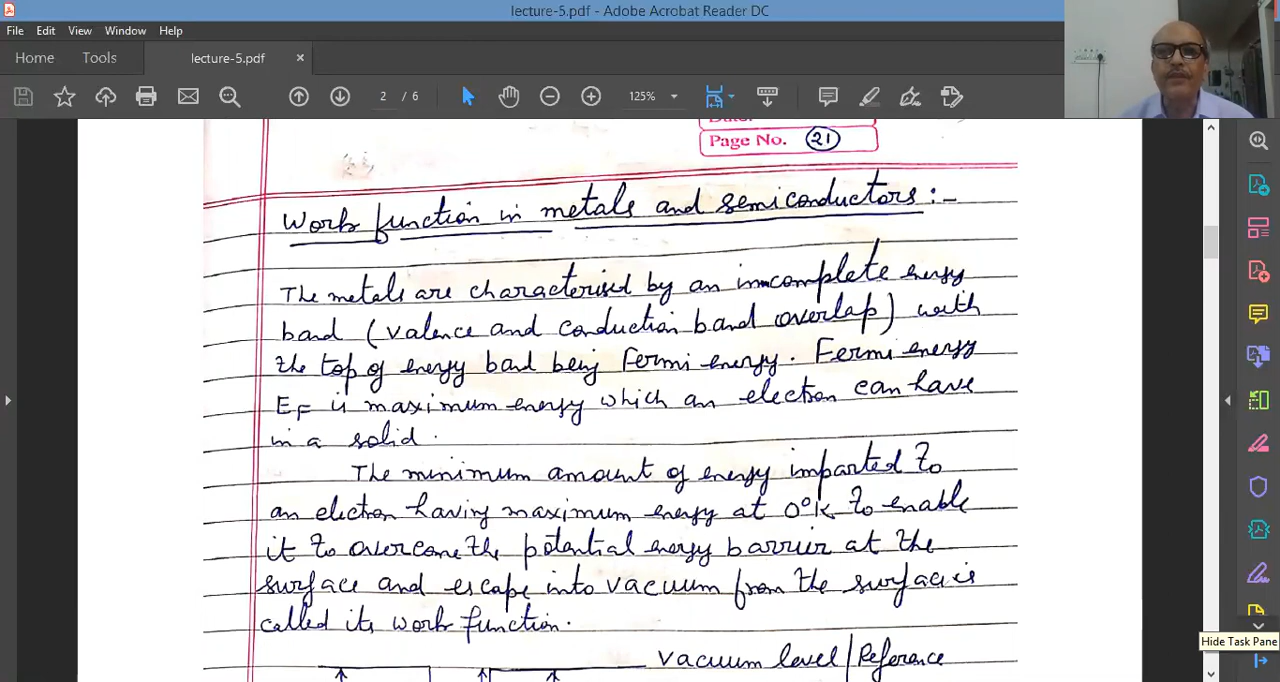 lecture-5.pdf - Adobe Acrobat Reader DC
File Edit View Window Help
Home Tools lecture-5.pdf ×
2 / 6 125%
Page No. 21
Work function in metals and semiconductors :-
The metals are characterised by an incomplete energy
band (valence and conduction band overlap) with
the top of energy band being Fermi energy. Fermi energy
EF is maximum energy which an electron can have
in a solid.
The minimum amount of energy imparted to
an electron having maximum energy at 0°K to enable
it to overcome the potential energy barrier at the
surface and escape into vacuum from the surface is
called its work function.
vacuum level/Reference
Hide Task Pane